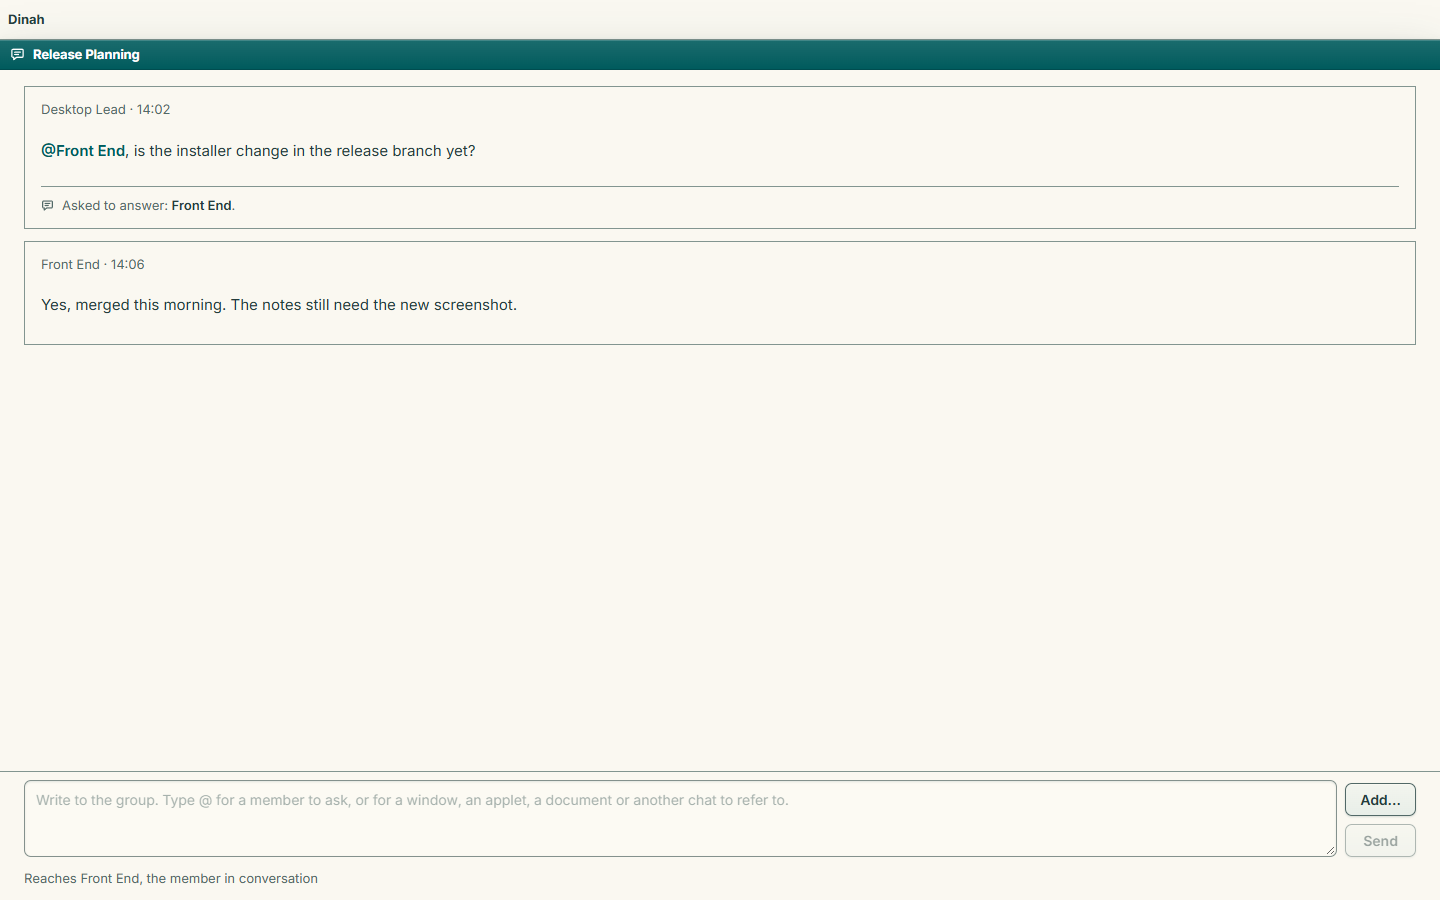 Dinah
Release Planning
Desktop Lead · 14:02
@Front End, is the installer change in the release branch yet?
Asked to answer: Front End.
Front End · 14:06
Yes, merged this morning. The notes still need the new screenshot.
Write to the group. Type @ for a member to ask, or for a window, an applet, a document or another chat to refer to.
Add...
Send
Reaches Front End, the member in conversation